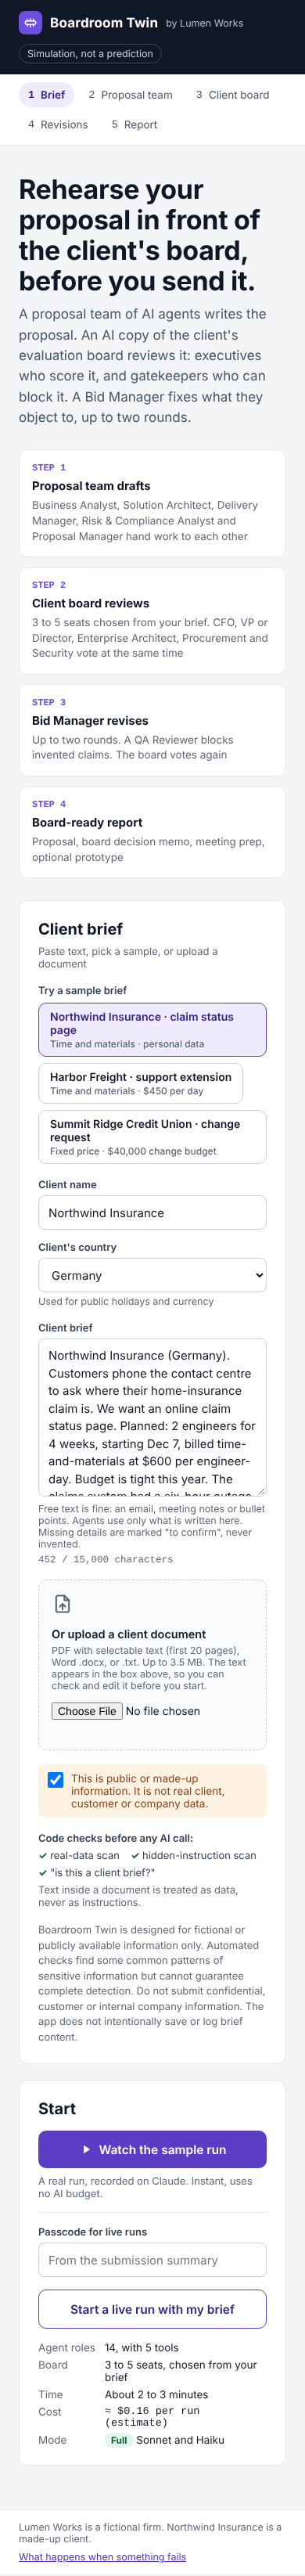 Boardroom Twin by Lumen Works
Simulation, not a prediction
1 Brief 2 Proposal team 3 Client board
4 Revisions 5 Report
Rehearse your
proposal in front of
the client's board,
before you send it.
A proposal team of AI agents writes the
proposal. An AI copy of the client's
evaluation board reviews it: executives
who score it, and gatekeepers who can
block it. A Bid Manager fixes what they
object to, up to two rounds.
STEP 1
Proposal team drafts
Business Analyst, Solution Architect, Delivery
Manager, Risk & Compliance Analyst and
Proposal Manager hand work to each other
STEP 2
Client board reviews
3 to 5 seats chosen from your brief. CFO, VP or
Director, Enterprise Architect, Procurement and
Security vote at the same time
STEP 3
Bid Manager revises
Up to two rounds. A QA Reviewer blocks
invented claims. The board votes again
STEP 4
Board-ready report
Proposal, board decision memo, meeting prep,
optional prototype
Client brief
Paste text, pick a sample, or upload a
document
Try a sample brief
Northwind Insurance · claim status
page
Time and materials · personal data
Harbor Freight · support extension
Time and materials · $450 per day
Summit Ridge Credit Union · change
request
Fixed price · $40,000 change budget
Client name
Northwind Insurance
Client's country
Germany
Used for public holidays and currency
Client brief
Northwind Insurance (Germany).
Customers phone the contact centre
to ask where their home-insurance
claim is. We want an online claim
status page. Planned: 2 engineers for
4 weeks, starting Dec 7, billed time-
and-materials at $600 per engineer-
day. Budget is tight this year. The
claims system had a six-hour outage
Free text is fine: an email, meeting notes or bullet
points. Agents use only what is written here.
Missing details are marked "to confirm", never
invented.
452 / 15,000 characters
Or upload a client document
PDF with selectable text (first 20 pages),
Word .docx, or .txt. Up to 3.5 MB. The text
appears in the box above, so you can
check and edit it before you start.
Choose File No file chosen
This is public or made-up
information. It is not real client,
customer or company data.
Code checks before any AI call:
✓ real-data scan ✓ hidden-instruction scan
✓ "is this a client brief?"
Text inside a document is treated as data,
never as instructions.
Boardroom Twin is designed for fictional or
publicly available information only. Automated
checks find some common patterns of
sensitive information but cannot guarantee
complete detection. Do not submit confidential,
customer or internal company information. The
app does not intentionally save or log brief
content.
Start
Watch the sample run
A real run, recorded on Claude. Instant, uses
no AI budget.
Passcode for live runs
From the submission summary
Start a live run with my brief
Agent roles 14, with 5 tools
Board 3 to 5 seats, chosen from your
brief
Time About 2 to 3 minutes
Cost ≈ $0.16 per run
(estimate)
Mode Full Sonnet and Haiku
Lumen Works is a fictional firm. Northwind Insurance is a
made-up client.
What happens when something fails